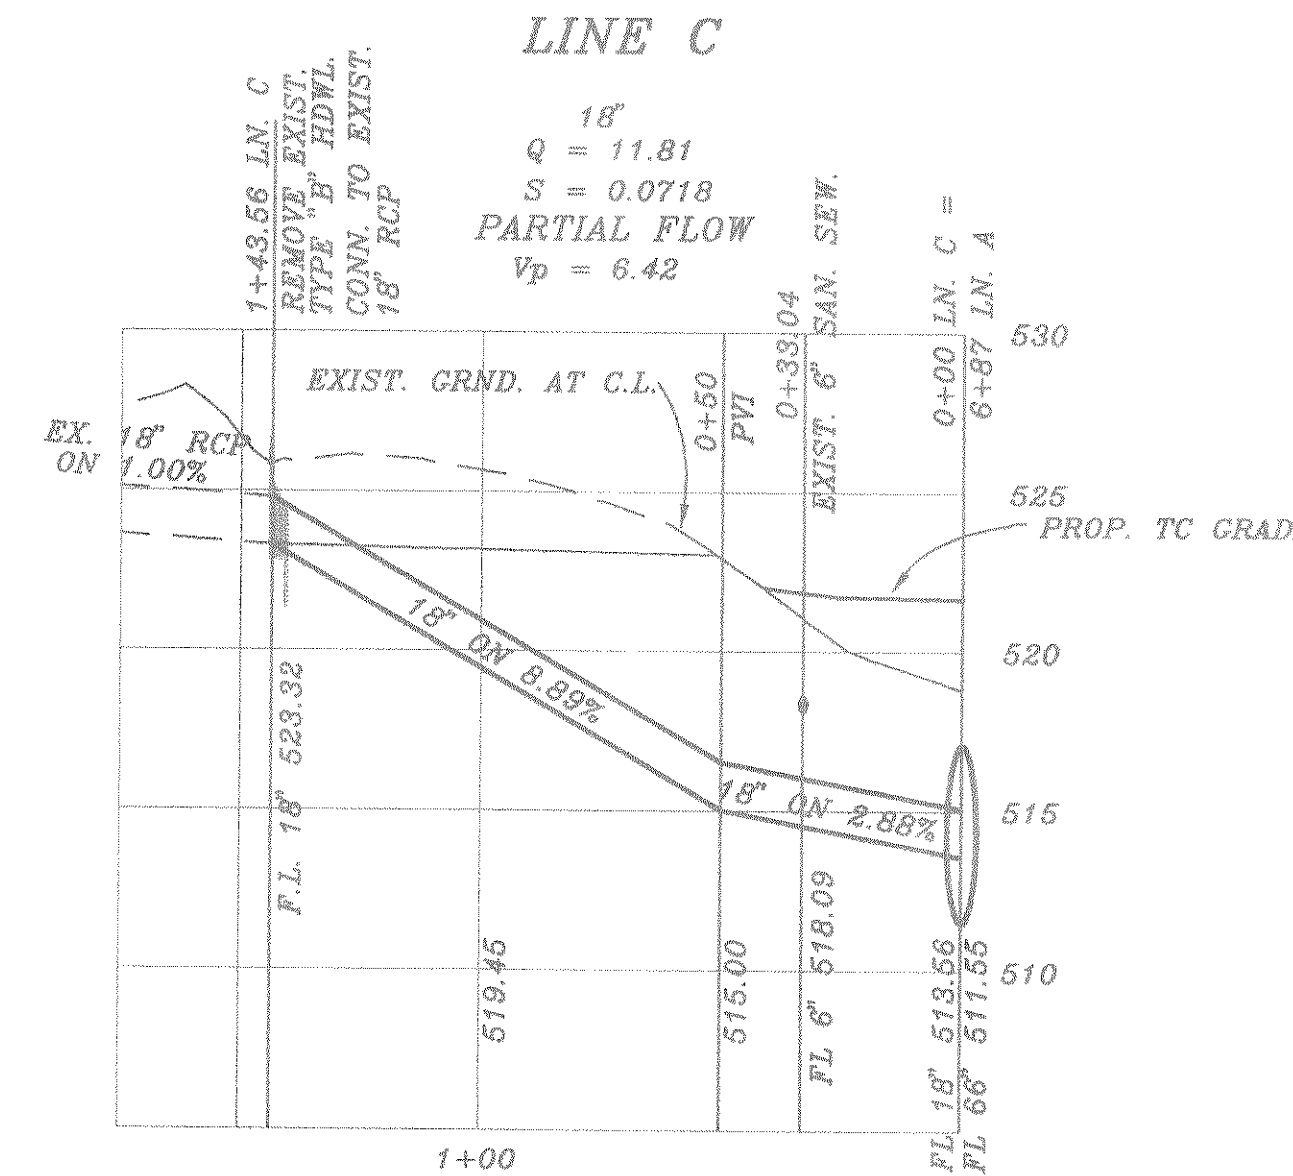 LINE C
18"
Q = 11.81
S = 0.0718
PARTIAL FLOW
Vp = 6.42
1+43.56 LN. C
REMOVE EXIST.
TYPE "B" HDWL.
CONN. TO EXIST.
18" RCP
EXIST. GRND. AT C.L.
0+50
PVI
0+33.04
EXIST. 6" SAN. SEW.
0+00 LN. C =
6+87 LN. A
530
EX. 18" RCP
ON 1.00%
525
PROP. TC GRAD
18" ON 8.89%
520
F.L. 18" 523.32
18" ON 2.88%
515
519.45
515.00
FL 6" 518.09
FL 18" 513.56
FL 66" 511.55
510
1+00